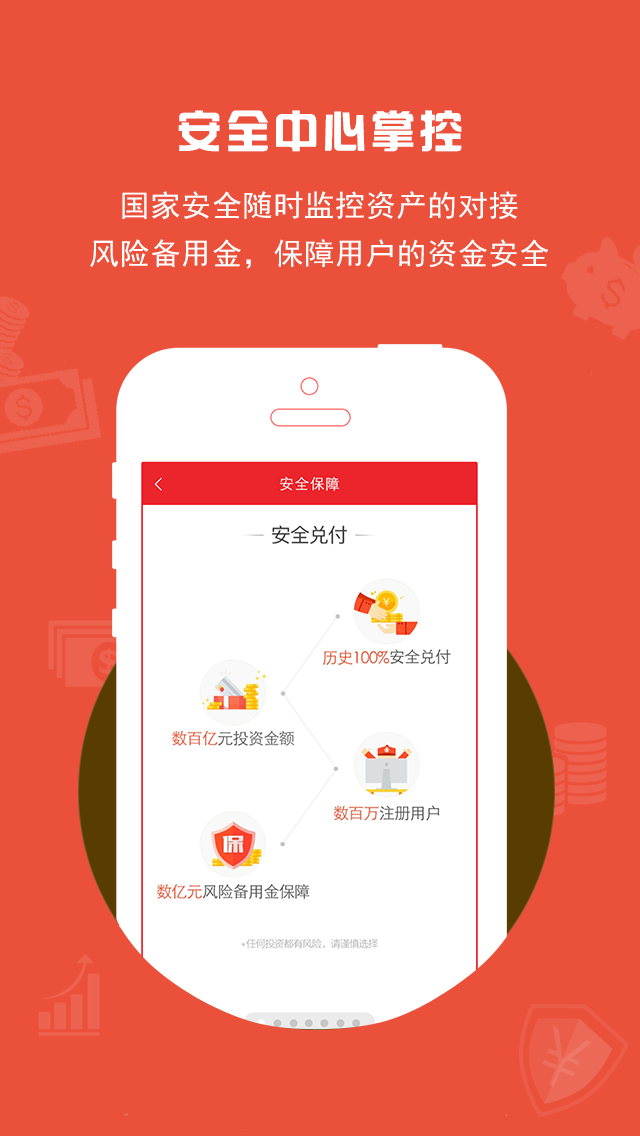 安全中心掌控
国家安全随时监控资产的对接
风险备用金，保障用户的资金安全
安全保障
安全兑付
历史100%安全兑付
数百亿元投资金额
数百万注册用户
保
数亿元风险备用金保障
*任何投资都有风险，请谨慎选择